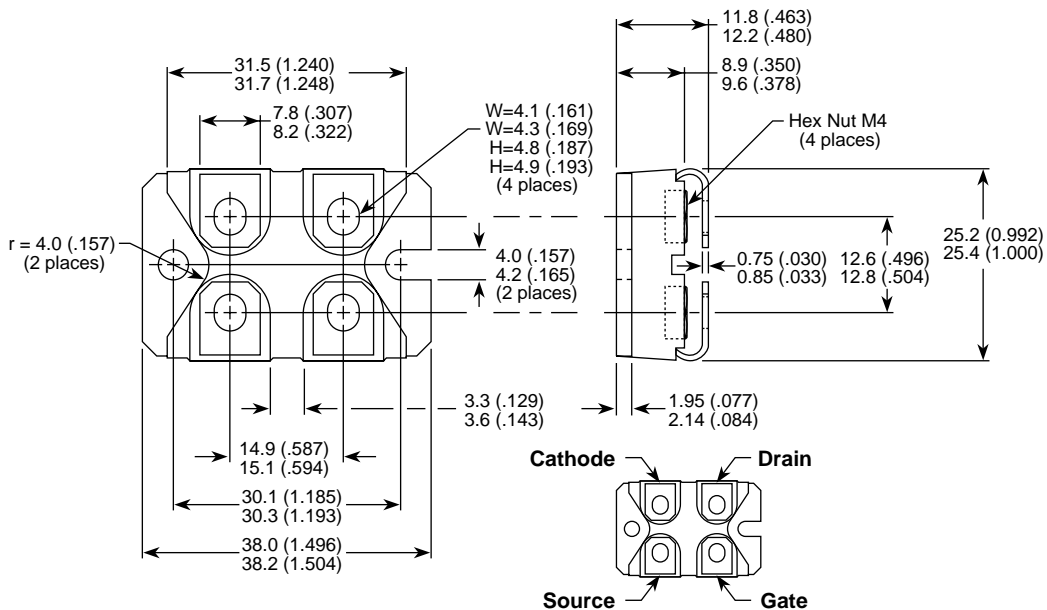 11.8 (.463)
12.2 (.480)
31.5 (1.240)
31.7 (1.248)
8.9 (.350)
9.6 (.378)
7.8 (.307)
8.2 (.322)
W=4.1 (.161)
W=4.3 (.169)
H=4.8 (.187)
H=4.9 (.193)
(4 places)
Hex Nut M4
(4 places)
r = 4.0 (.157)
(2 places)
4.0 (.157)
4.2 (.165)
(2 places)
0.75 (.030)
0.85 (.033)
12.6 (.496)
12.8 (.504)
25.2 (0.992)
25.4 (1.000)
3.3 (.129)
3.6 (.143)
1.95 (.077)
2.14 (.084)
14.9 (.587)
15.1 (.594)
30.1 (1.185)
30.3 (1.193)
38.0 (1.496)
38.2 (1.504)
Cathode
Drain
Source
Gate